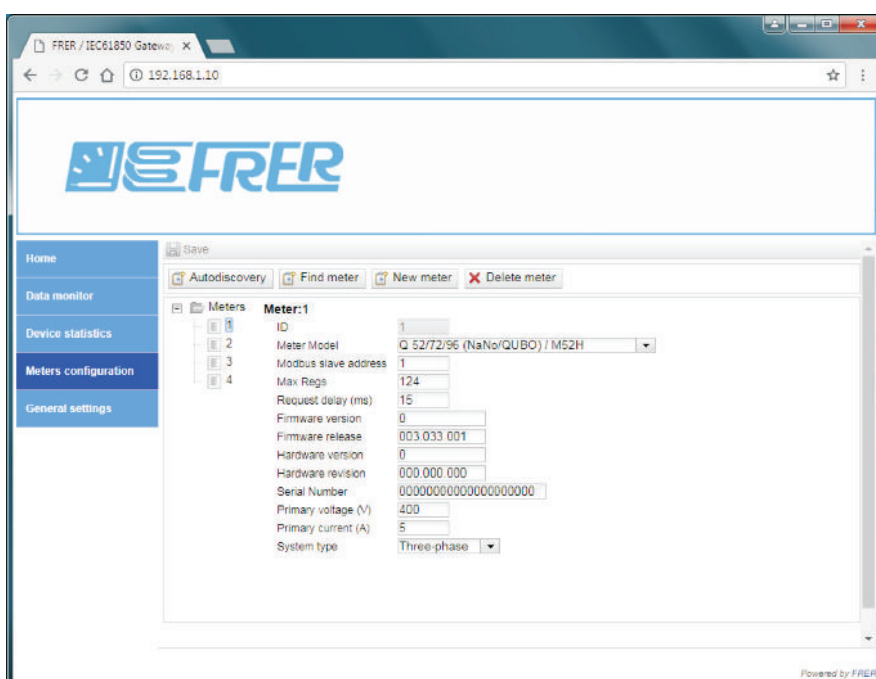 FRER / IEC61850 Gateway
192.168.1.10
FRER
Home
Data monitor
Device statistics
Meters configuration
General settings
Save
Autodiscovery Find meter New meter Delete meter
Meters
1
2
3
4
Meter:1
ID 1
Meter Model Q 52/72/96 (NaNo/QUBO) / M52H
Modbus slave address 1
Max Regs 124
Request delay (ms) 15
Firmware version 0
Firmware release 003.033.001
Hardware version 0
Hardware revision 000.000.000
Serial Number 00000000000000000000
Primary voltage (V) 400
Primary current (A) 5
System type Three-phase
Powered by FRER